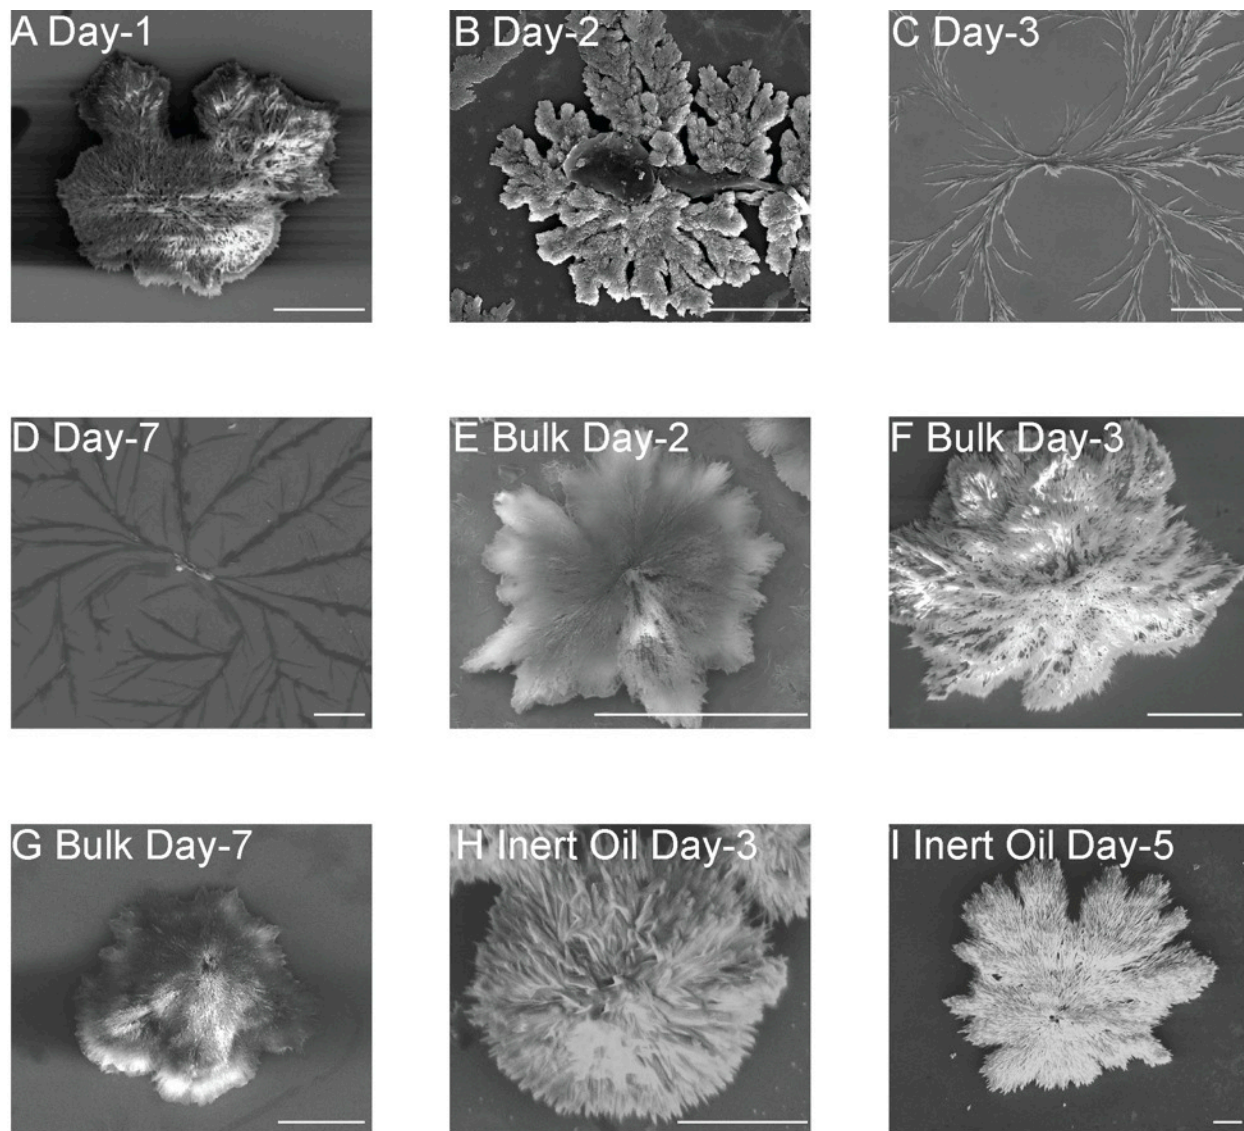 A Day-1
B Day-2
C Day-3
D Day-7
E Bulk Day-2
F Bulk Day-3
G Bulk Day-7
H Inert Oil Day-3
I Inert Oil Day-5